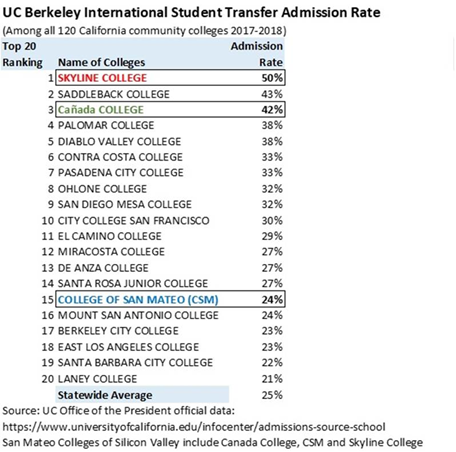 UC Berkeley International Student Transfer Admission Rate
(Among all 120 California community colleges 2017-2018)
Top 20 Admission
Ranking Name of Colleges Rate
1 SKYLINE COLLEGE 50%
2 SADDLEBACK COLLEGE 43%
3 Cañada COLLEGE 42%
4 PALOMAR COLLEGE 38%
5 DIABLO VALLEY COLLEGE 38%
6 CONTRA COSTA COLLEGE 33%
7 PASADENA CITY COLLEGE 33%
8 OHLONE COLLEGE 32%
9 SAN DIEGO MESA COLLEGE 32%
10 CITY COLLEGE SAN FRANCISCO 30%
11 EL CAMINO COLLEGE 29%
12 MIRACOSTA COLLEGE 27%
13 DE ANZA COLLEGE 27%
14 SANTA ROSA JUNIOR COLLEGE 27%
15 COLLEGE OF SAN MATEO (CSM) 24%
16 MOUNT SAN ANTONIO COLLEGE 24%
17 BERKELEY CITY COLLEGE 23%
18 EAST LOS ANGELES COLLEGE 23%
19 SANTA BARBARA CITY COLLEGE 22%
20 LANEY COLLEGE 21%
Statewide Average 25%
Source: UC Office of the President official data:
https://www.universityofcalifornia.edu/infocenter/admissions-source-school
San Mateo Colleges of Silicon Valley include Canada College, CSM and Skyline College